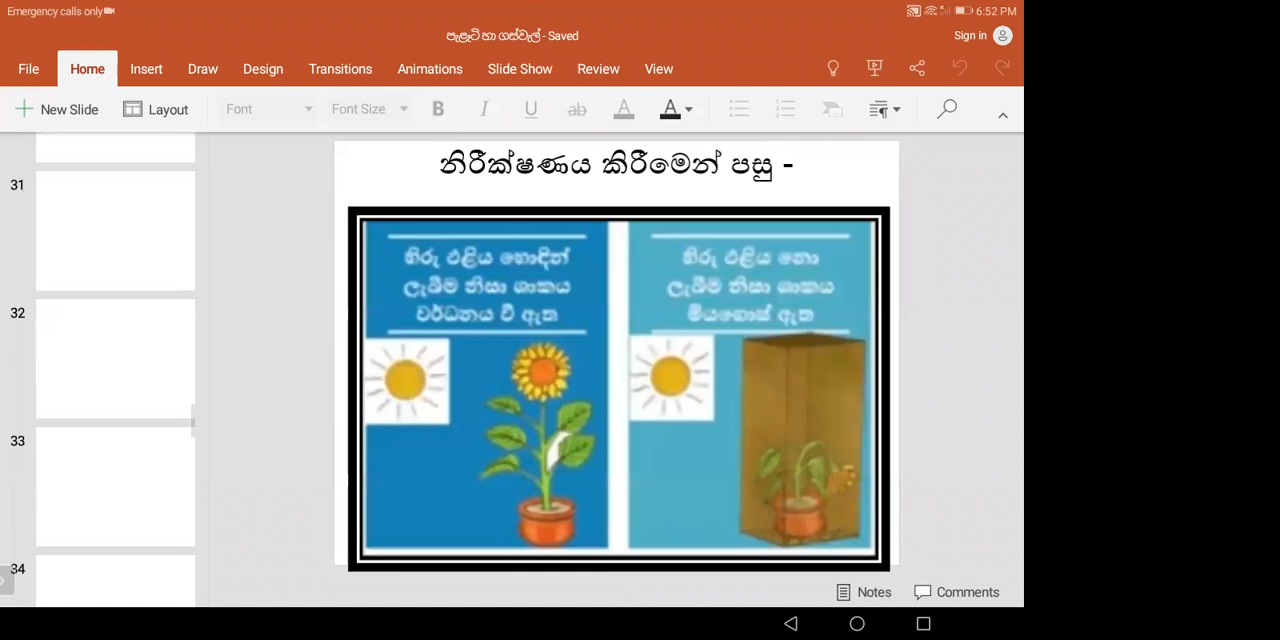 Emergency calls only
6:52 PM
පැළෑටි හා ගස්වැල් - Saved
Sign in
File Home Insert Draw Design Transitions Animations Slide Show Review View
New Slide Layout Font Font Size B I U ab A A
31
32
33
34
නිරීක්ෂණය කිරීමෙන් පසු -
හිරු එළිය හොඳින්
ලැබීම නිසා ශාකය
වර්ධනය වී ඇත
හිරු එළිය නො
ලැබීම නිසා ශාකය
මියගොස් ඇත
Notes Comments